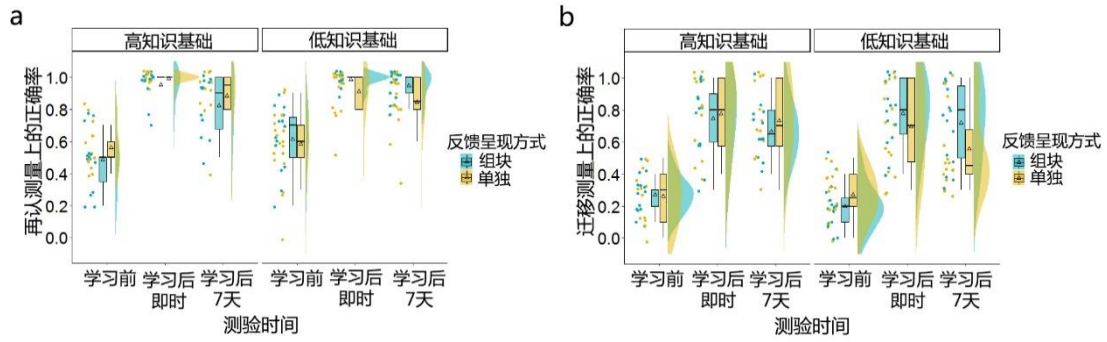 a
高知识基础
低知识基础
再认测量上的正确率
1.0
0.8
0.6
0.4
0.2
0.0
学习前
学习后
即时
学习后
7天
学习前
学习后
即时
学习后
7天
测验时间
反馈呈现方式
组块
单独
b
高知识基础
低知识基础
迁移测量上的正确率
1.0
0.8
0.6
0.4
0.2
0.0
学习前
学习后
即时
学习后
7天
学习前
学习后
即时
学习后
7天
测验时间
反馈呈现方式
组块
单独